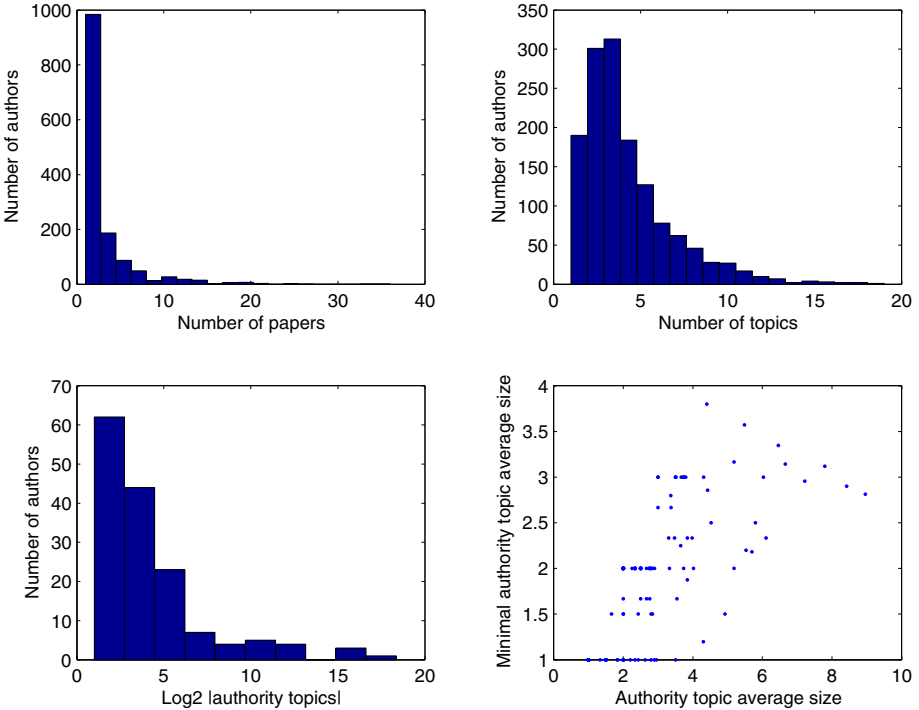 1000
800
600
400
200
0
Number of authors
0 10 20 30 40
Number of papers
350
300
250
200
150
100
50
0
Number of authors
0 5 10 15 20
Number of topics
70
60
50
40
30
20
10
0
Number of authors
0 5 10 15 20
Log2 |authority topics|
4
3.5
3
2.5
2
1.5
1
Minimal authority topic average size
0 2 4 6 8 10
Authority topic average size